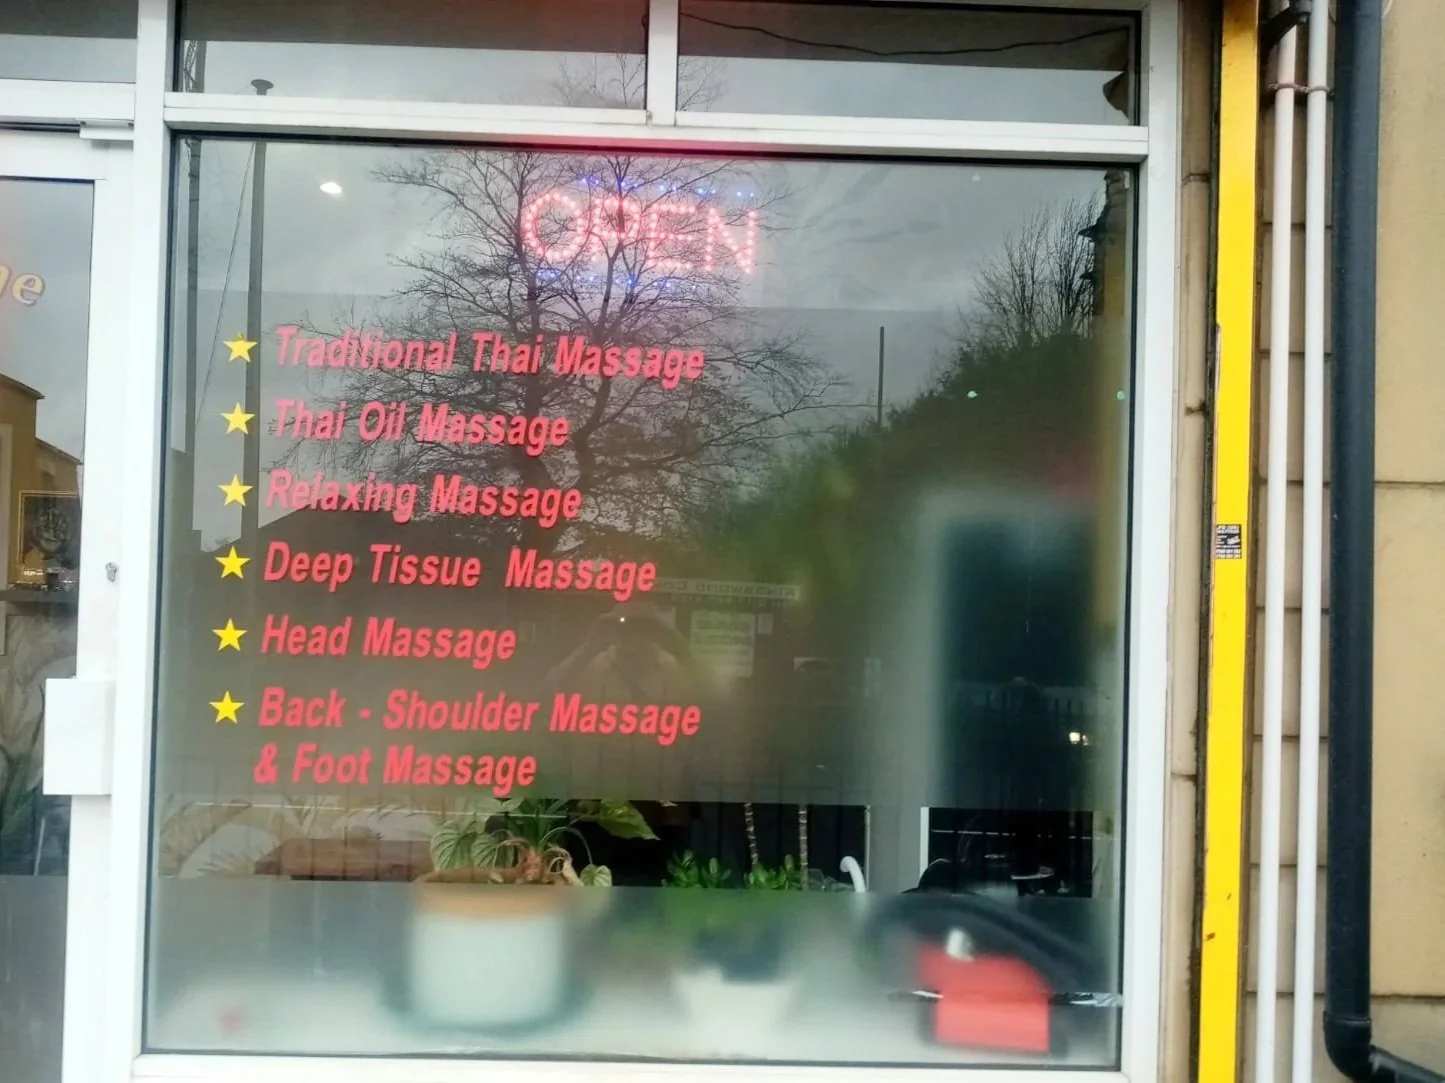 OPEN
Traditional Thai Massage
Thai Oil Massage
Relaxing Massage
Deep Tissue Massage
Head Massage
Back - Shoulder Massage
& Foot Massage